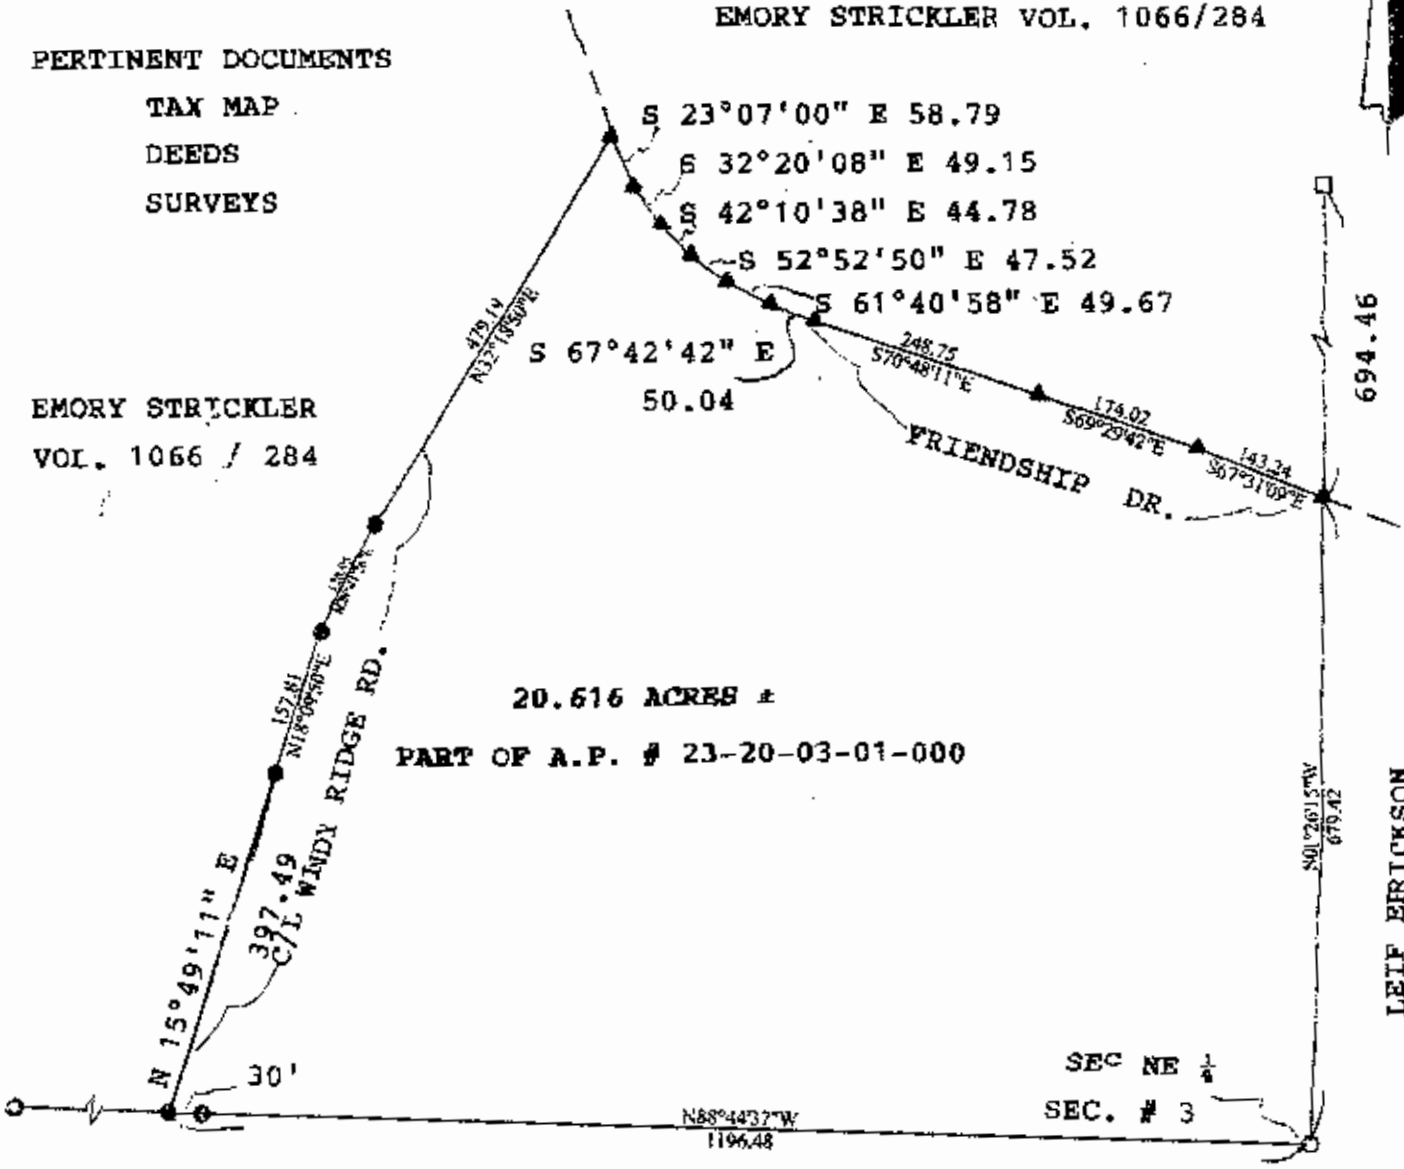 EMORY STRICKLER VOL. 1066/284
PERTINENT DOCUMENTS
TAX MAP
DEEDS
SURVEYS
S 23°07'00" E 58.79
S 32°20'08" E 49.15
S 42°10'38" E 44.78
S 52°52'50" E 47.52
S 61°40'58" E 49.67
S 67°42'42" E
50.04
248.75
S70°48'11"E
174.02
S69°29'42"E
143.24
S67°31'09"E
694.46
479.19
N32°18'50"E
EMORY STRICKLER
VOL. 1066 / 284
FRIENDSHIP DR.
157.81
N18°09'50"E
C/L WINDY RIDGE RD.
20.616 ACRES ±
PART OF A.P. # 23-20-03-01-000
N 15°49'11" E
397.49
N01°26'15"W
679.42
LEIF ERICKSON
30'
SEC NE ¼
SEC. # 3
N88°44'37"W
1196.48